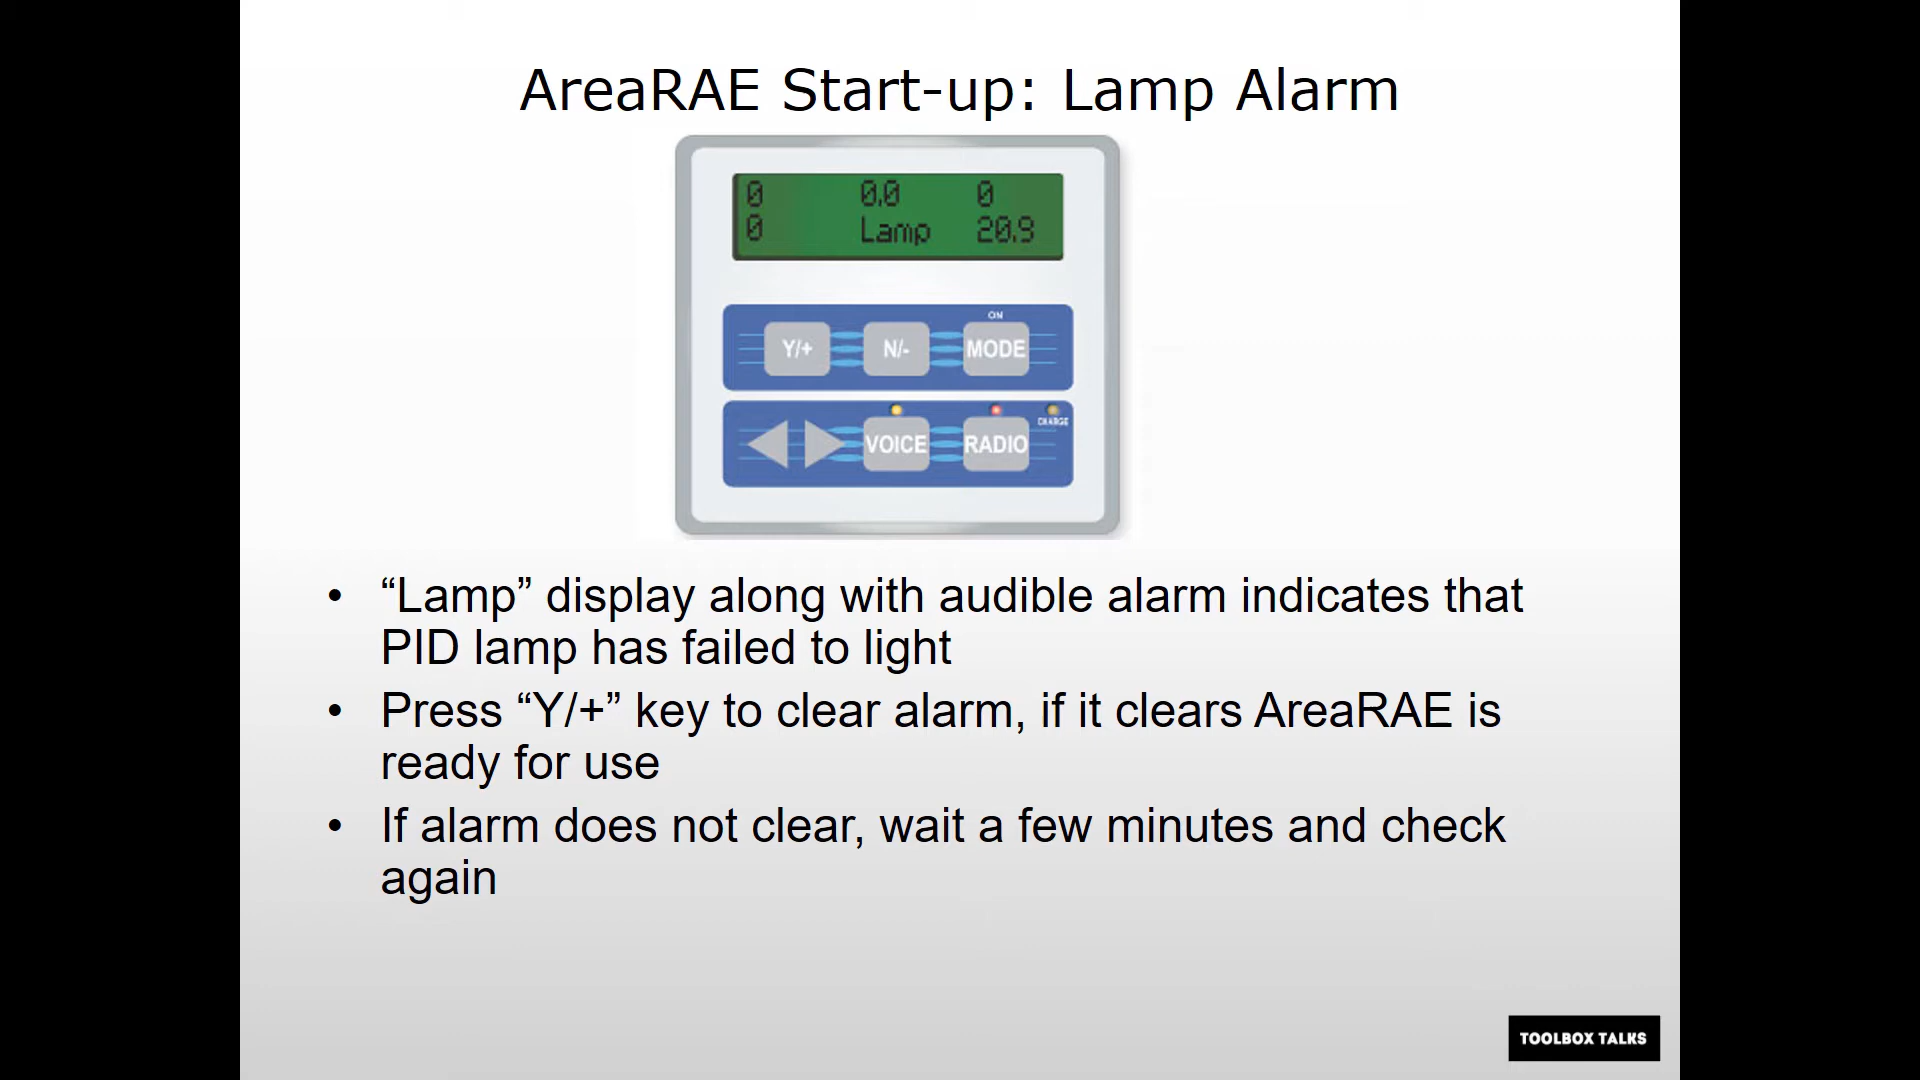 AreaRAE Start-up: Lamp Alarm
0 0.0 0
0 Lamp 20.9
ON
Y/+ N/- MODE
CHARGE
VOICE RADIO
• “Lamp” display along with audible alarm indicates that
PID lamp has failed to light
• Press “Y/+” key to clear alarm, if it clears AreaRAE is
ready for use
• If alarm does not clear, wait a few minutes and check
again
TOOLBOX TALKS